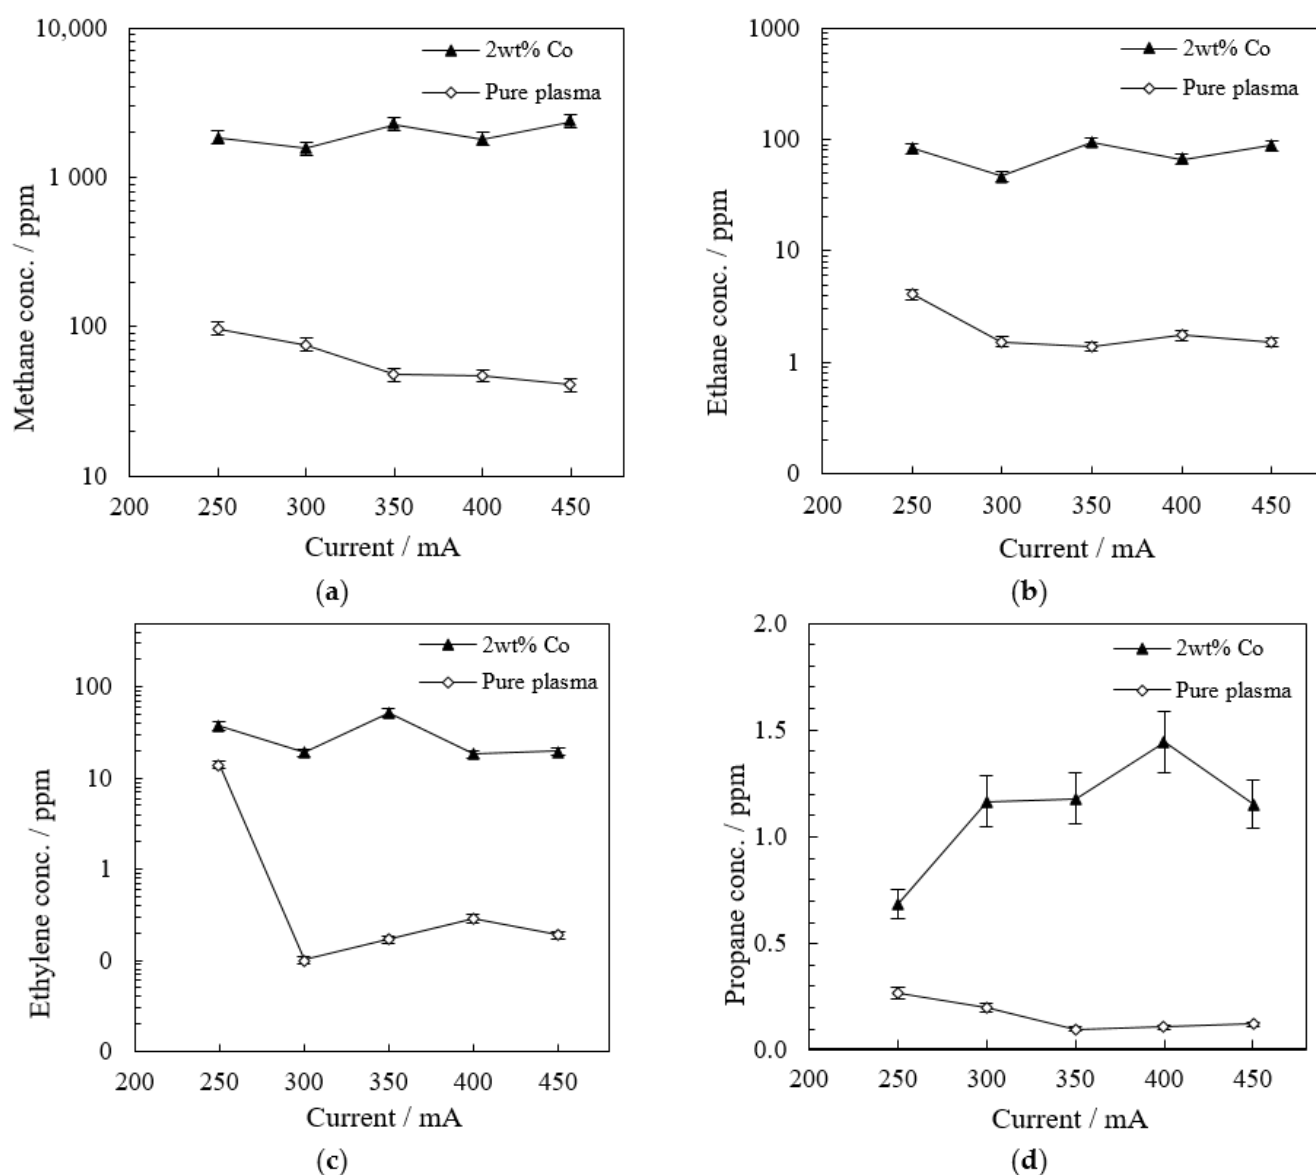 10,000
1 000
100
10
Methane conc. / ppm
2wt% Co
Pure plasma
200 250 300 350 400 450
Current / mA
(a)
1000
100
10
1
0
Ethane conc. / ppm
2wt% Co
Pure plasma
200 250 300 350 400 450
Current / mA
(b)
100
10
1
0
0
Ethylene conc. / ppm
2wt% Co
Pure plasma
200 250 300 350 400 450
Current / mA
(c)
2.0
1.5
1.0
0.5
0.0
Propane conc. / ppm
2wt% Co
Pure plasma
200 250 300 350 400 450
Current / mA
(d)